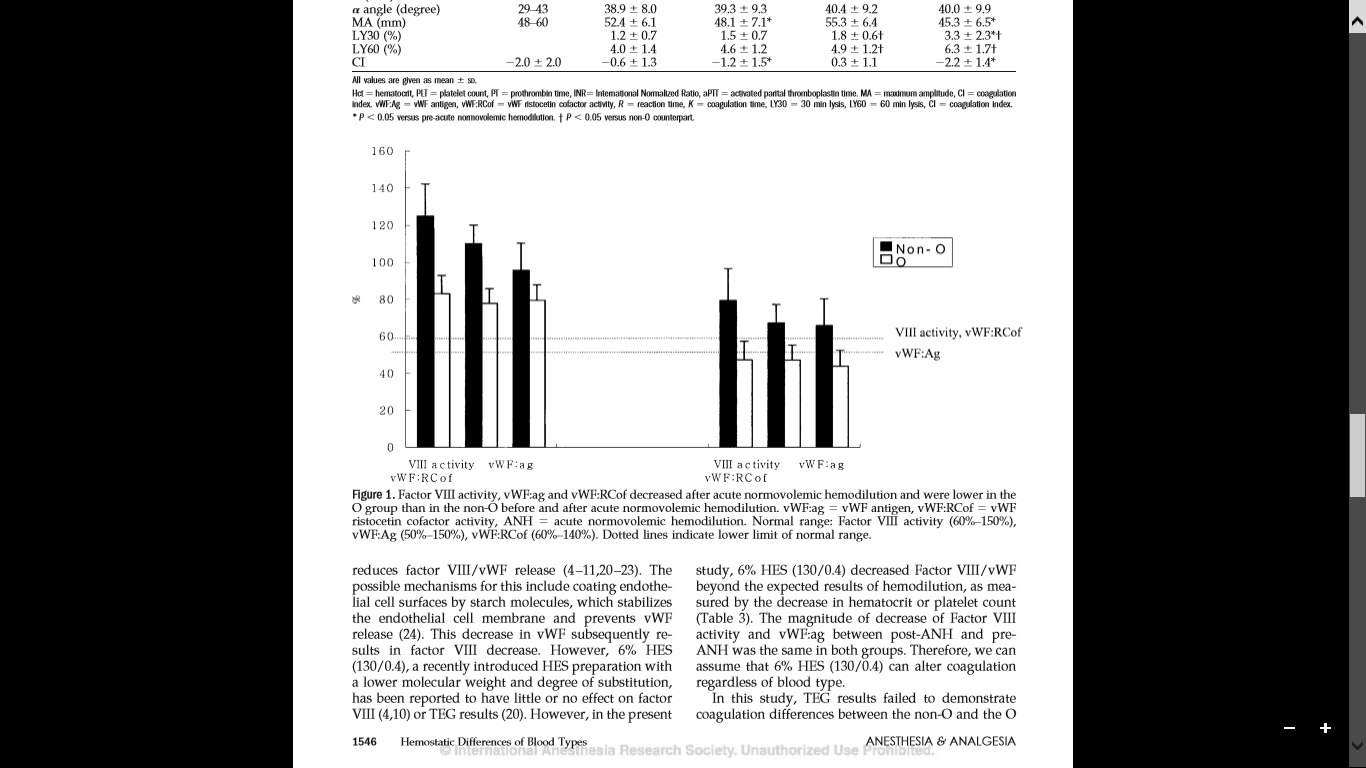 α angle (degree) 29–43 38.9 ± 8.0 39.3 ± 9.3 40.4 ± 9.2 40.0 ± 9.9
MA (mm) 48–60 52.4 ± 6.1 48.1 ± 7.1* 55.3 ± 6.4 45.3 ± 6.5*
LY30 (%) 1.2 ± 0.7 1.5 ± 0.7 1.8 ± 0.6† 3.3 ± 2.3*†
LY60 (%) 4.0 ± 1.4 4.6 ± 1.2 4.9 ± 1.2† 6.3 ± 1.7†
CI −2.0 ± 2.0 −0.6 ± 1.3 −1.2 ± 1.5* 0.3 ± 1.1 −2.2 ± 1.4*
All values are given as mean ± SD.
Hct = hematocrit, PLT = platelet count, PT = prothrombin time, INR= International Normalized Ratio, aPTT = activated parital thromboplastin time. MA = maximum amplitude, CI = coagulation
index. vWF:Ag = vWF antigen, vWF:RCof = vWF ristocetin cofactor activity, R = reaction time, K = coagulation time, LY30 = 30 min lysis, LY60 = 60 min lysis, CI = coagulation index.
* P < 0.05 versus pre-acute normovolemic hemodilution. † P < 0.05 versus non-O counterpart.
160
140
120
100
80
60
40
20
0
%
Non-O
O
VIII activity, vWF:RCof
vWF:Ag
VIII activity vWF:ag VIII activity vWF:ag
vWF:RCof vWF:RCof
Figure 1. Factor VIII activity, vWF:ag and vWF:RCof decreased after acute normovolemic hemodilution and were lower in the
O group than in the non-O before and after acute normovolemic hemodilution. vWF:ag = vWF antigen, vWF:RCof = vWF
ristocetin cofactor activity, ANH = acute normovolemic hemodilution. Normal range: Factor VIII activity (60%–150%),
vWF:Ag (50%–150%), vWF:RCof (60%–140%). Dotted lines indicate lower limit of normal range.
reduces factor VIII/vWF release (4–11,20–23). The
possible mechanisms for this include coating endothe-
lial cell surfaces by starch molecules, which stabilizes
the endothelial cell membrane and prevents vWF
release (24). This decrease in vWF subsequently re-
sults in factor VIII decrease. However, 6% HES
(130/0.4), a recently introduced HES preparation with
a lower molecular weight and degree of substitution,
has been reported to have little or no effect on factor
VIII (4,10) or TEG results (20). However, in the present
study, 6% HES (130/0.4) decreased Factor VIII/vWF
beyond the expected results of hemodilution, as mea-
sured by the decrease in hematocrit or platelet count
(Table 3). The magnitude of decrease of Factor VIII
activity and vWF:ag between post-ANH and pre-
ANH was the same in both groups. Therefore, we can
assume that 6% HES (130/0.4) can alter coagulation
regardless of blood type.
In this study, TEG results failed to demonstrate
coagulation differences between the non-O and the O
1546 Hemostatic Differences of Blood Types ANESTHESIA & ANALGESIA
© International Anesthesia Research Society. Unauthorized Use Prohibited.